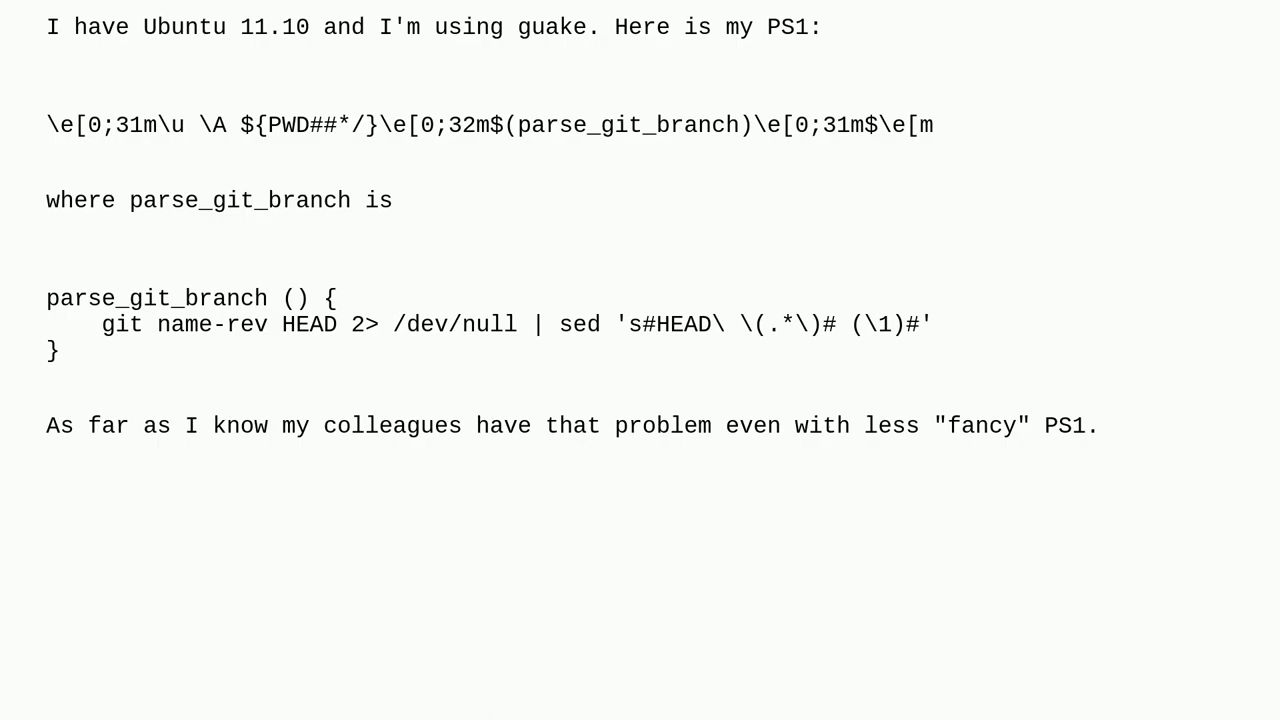 I have Ubuntu 11.10 and I'm using guake. Here is my PS1:
\e[0;31m\u \A ${PWD##*/}\e[0;32m$(parse_git_branch)\e[0;31m$\e[m
where parse_git_branch is
parse_git_branch () {
    git name-rev HEAD 2> /dev/null | sed 's#HEAD\ \(.*\)# (\1)#'
}
As far as I know my colleagues have that problem even with less "fancy" PS1.